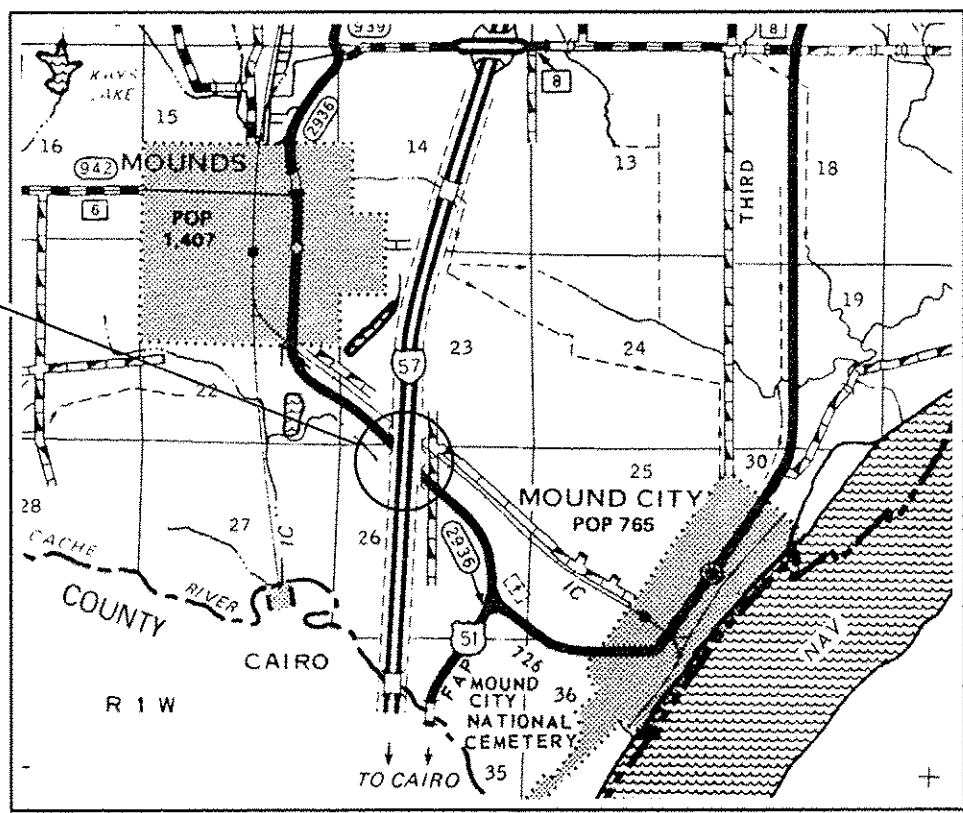 939
8
8
KAYS
LAKE
15
16
2936
14
13
18
942
MOUNDS
6
POP
1,407
THIRD
19
57
23
24
22
25
30
MOUND CITY
POP 765
28
27
IC
26
2936
1
IC
CACHE
RIVER
COUNTY
51
CAIRO
FAP 726
NAV
R 1 W
MOUND
CITY
NATIONAL
CEMETERY
36
35
TO CAIRO